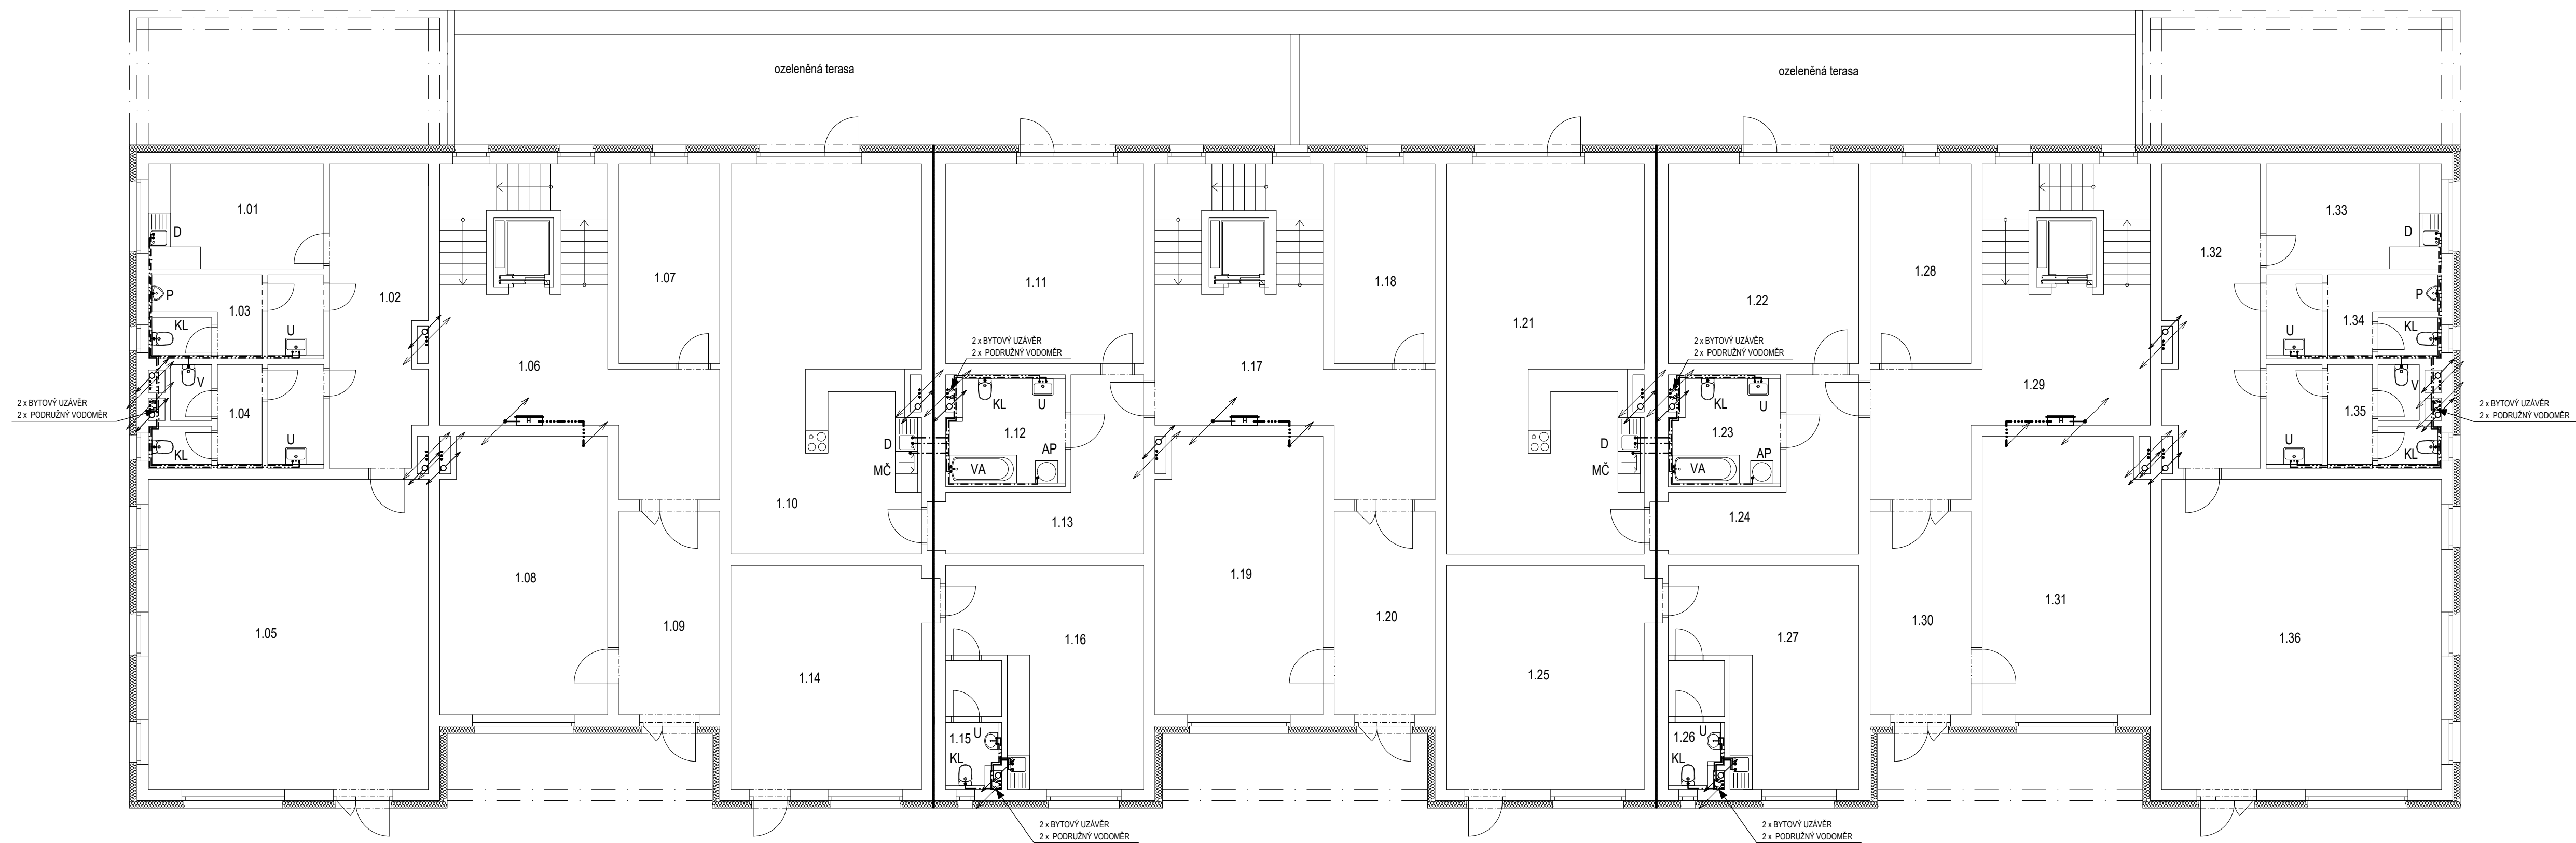 ozeleněná terasa
ozeleněná terasa
1.01
D
1.02
1.03
P
KL
U
V
1.04
KL
U
2 x BYTOVÝ UZÁVĚR
2 x PODRUŽNÝ VODOMĚR
1.05
1.06
H
1.07
1.08
1.09
1.10
D
MČ
1.11
2 x BYTOVÝ UZÁVĚR
2 x PODRUŽNÝ VODOMĚR
KL
U
1.12
AP
VA
1.13
1.14
1.15
U
KL
1.16
2 x BYTOVÝ UZÁVĚR
2 x PODRUŽNÝ VODOMĚR
1.17
H
1.18
1.19
1.20
1.21
D
MČ
1.22
2 x BYTOVÝ UZÁVĚR
2 x PODRUŽNÝ VODOMĚR
KL
U
1.23
AP
VA
1.24
1.25
1.26
U
KL
1.27
2 x BYTOVÝ UZÁVĚR
2 x PODRUŽNÝ VODOMĚR
1.28
1.29
H
1.30
1.31
1.32
1.33
D
P
1.34
U
KL
V
1.35
U
KL
2 x BYTOVÝ UZÁVĚR
2 x PODRUŽNÝ VODOMĚR
1.36